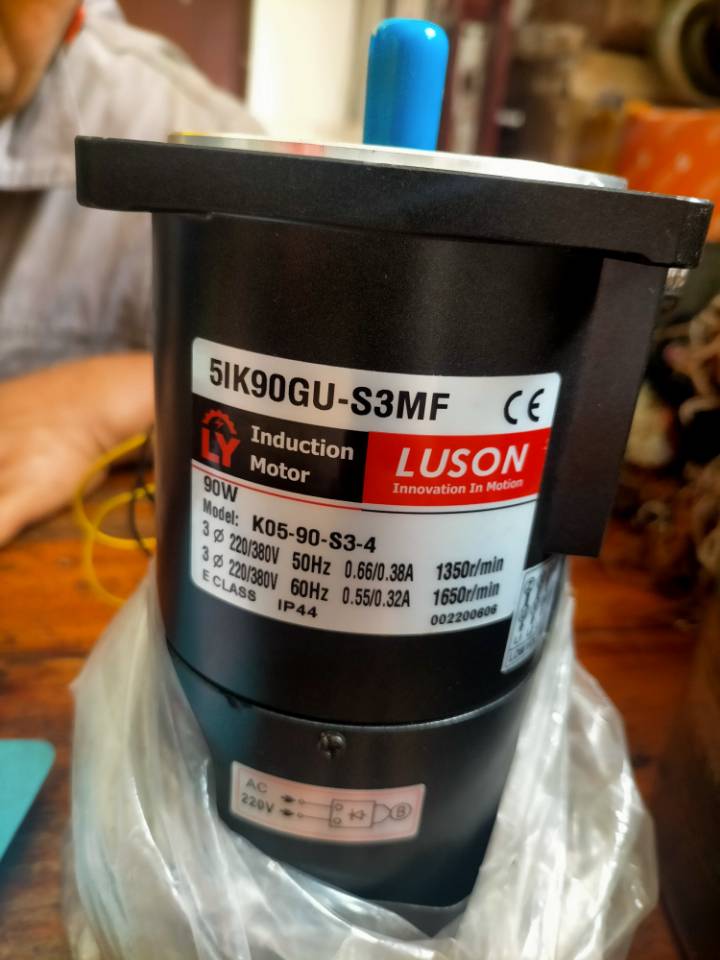 5IK90GU-S3MF CE
LY Induction Motor
LUSON
Innovation In Motion
90W
Model: K05-90-S3-4
3 Ø 220/380V 50Hz 0.66/0.38A 1350r/min
3 Ø 220/380V 60Hz 0.55/0.32A 1650r/min
E CLASS IP44 002200606
AC
220V
B